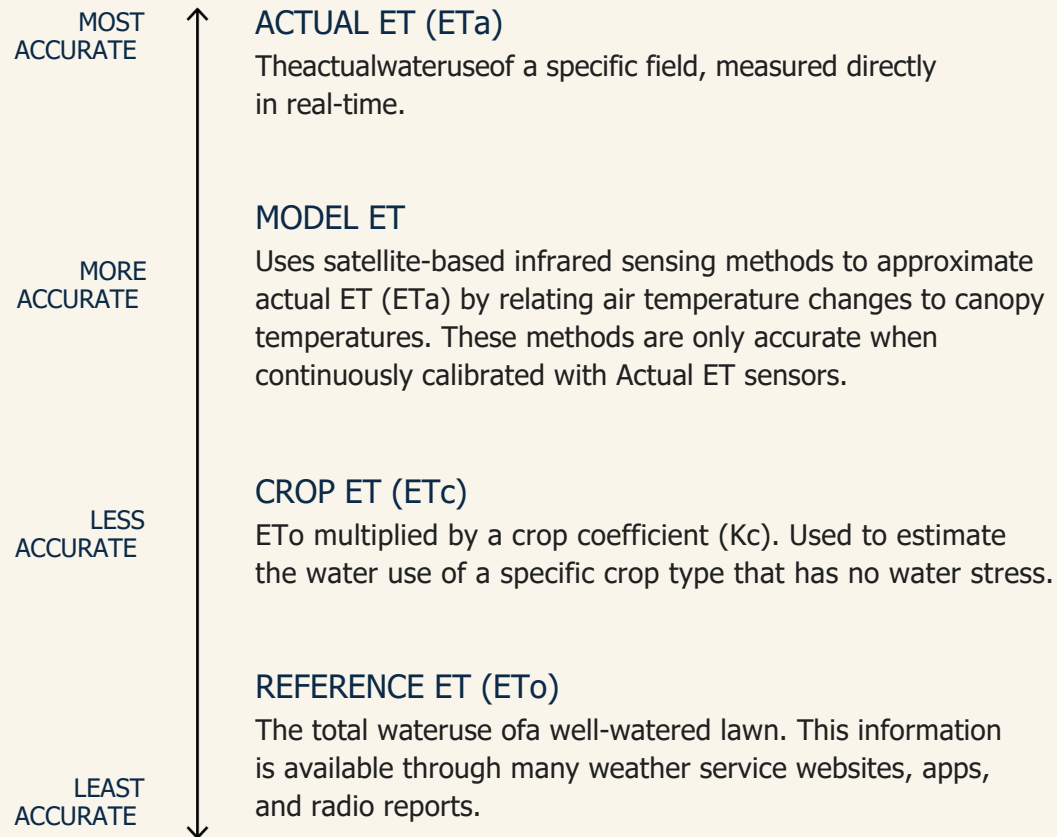 MOST
ACCURATE
ACTUAL ET (ETa)
Theactualwateruseof a specific field, measured directly
in real-time.
MORE
ACCURATE
MODEL ET
Uses satellite-based infrared sensing methods to approximate
actual ET (ETa) by relating air temperature changes to canopy
temperatures. These methods are only accurate when
continuously calibrated with Actual ET sensors.
LESS
ACCURATE
CROP ET (ETc)
ETo multiplied by a crop coefficient (Kc). Used to estimate
the water use of a specific crop type that has no water stress.
REFERENCE ET (ETo)
The total wateruse ofa well-watered lawn. This information
is available through many weather service websites, apps,
and radio reports.
LEAST
ACCURATE